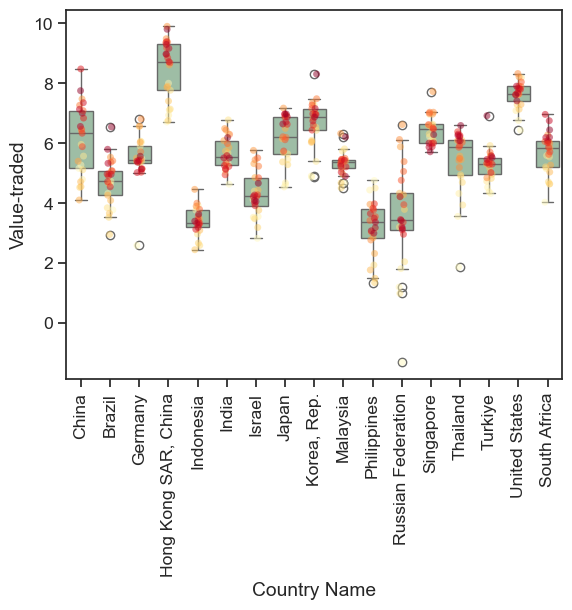 10
8
6
4
2
0
Value-traded
China
Brazil
Germany
Hong Kong SAR, China
Indonesia
India
Israel
Japan
Korea, Rep.
Malaysia
Philippines
Russian Federation
Singapore
Thailand
Turkiye
United States
South Africa
Country Name